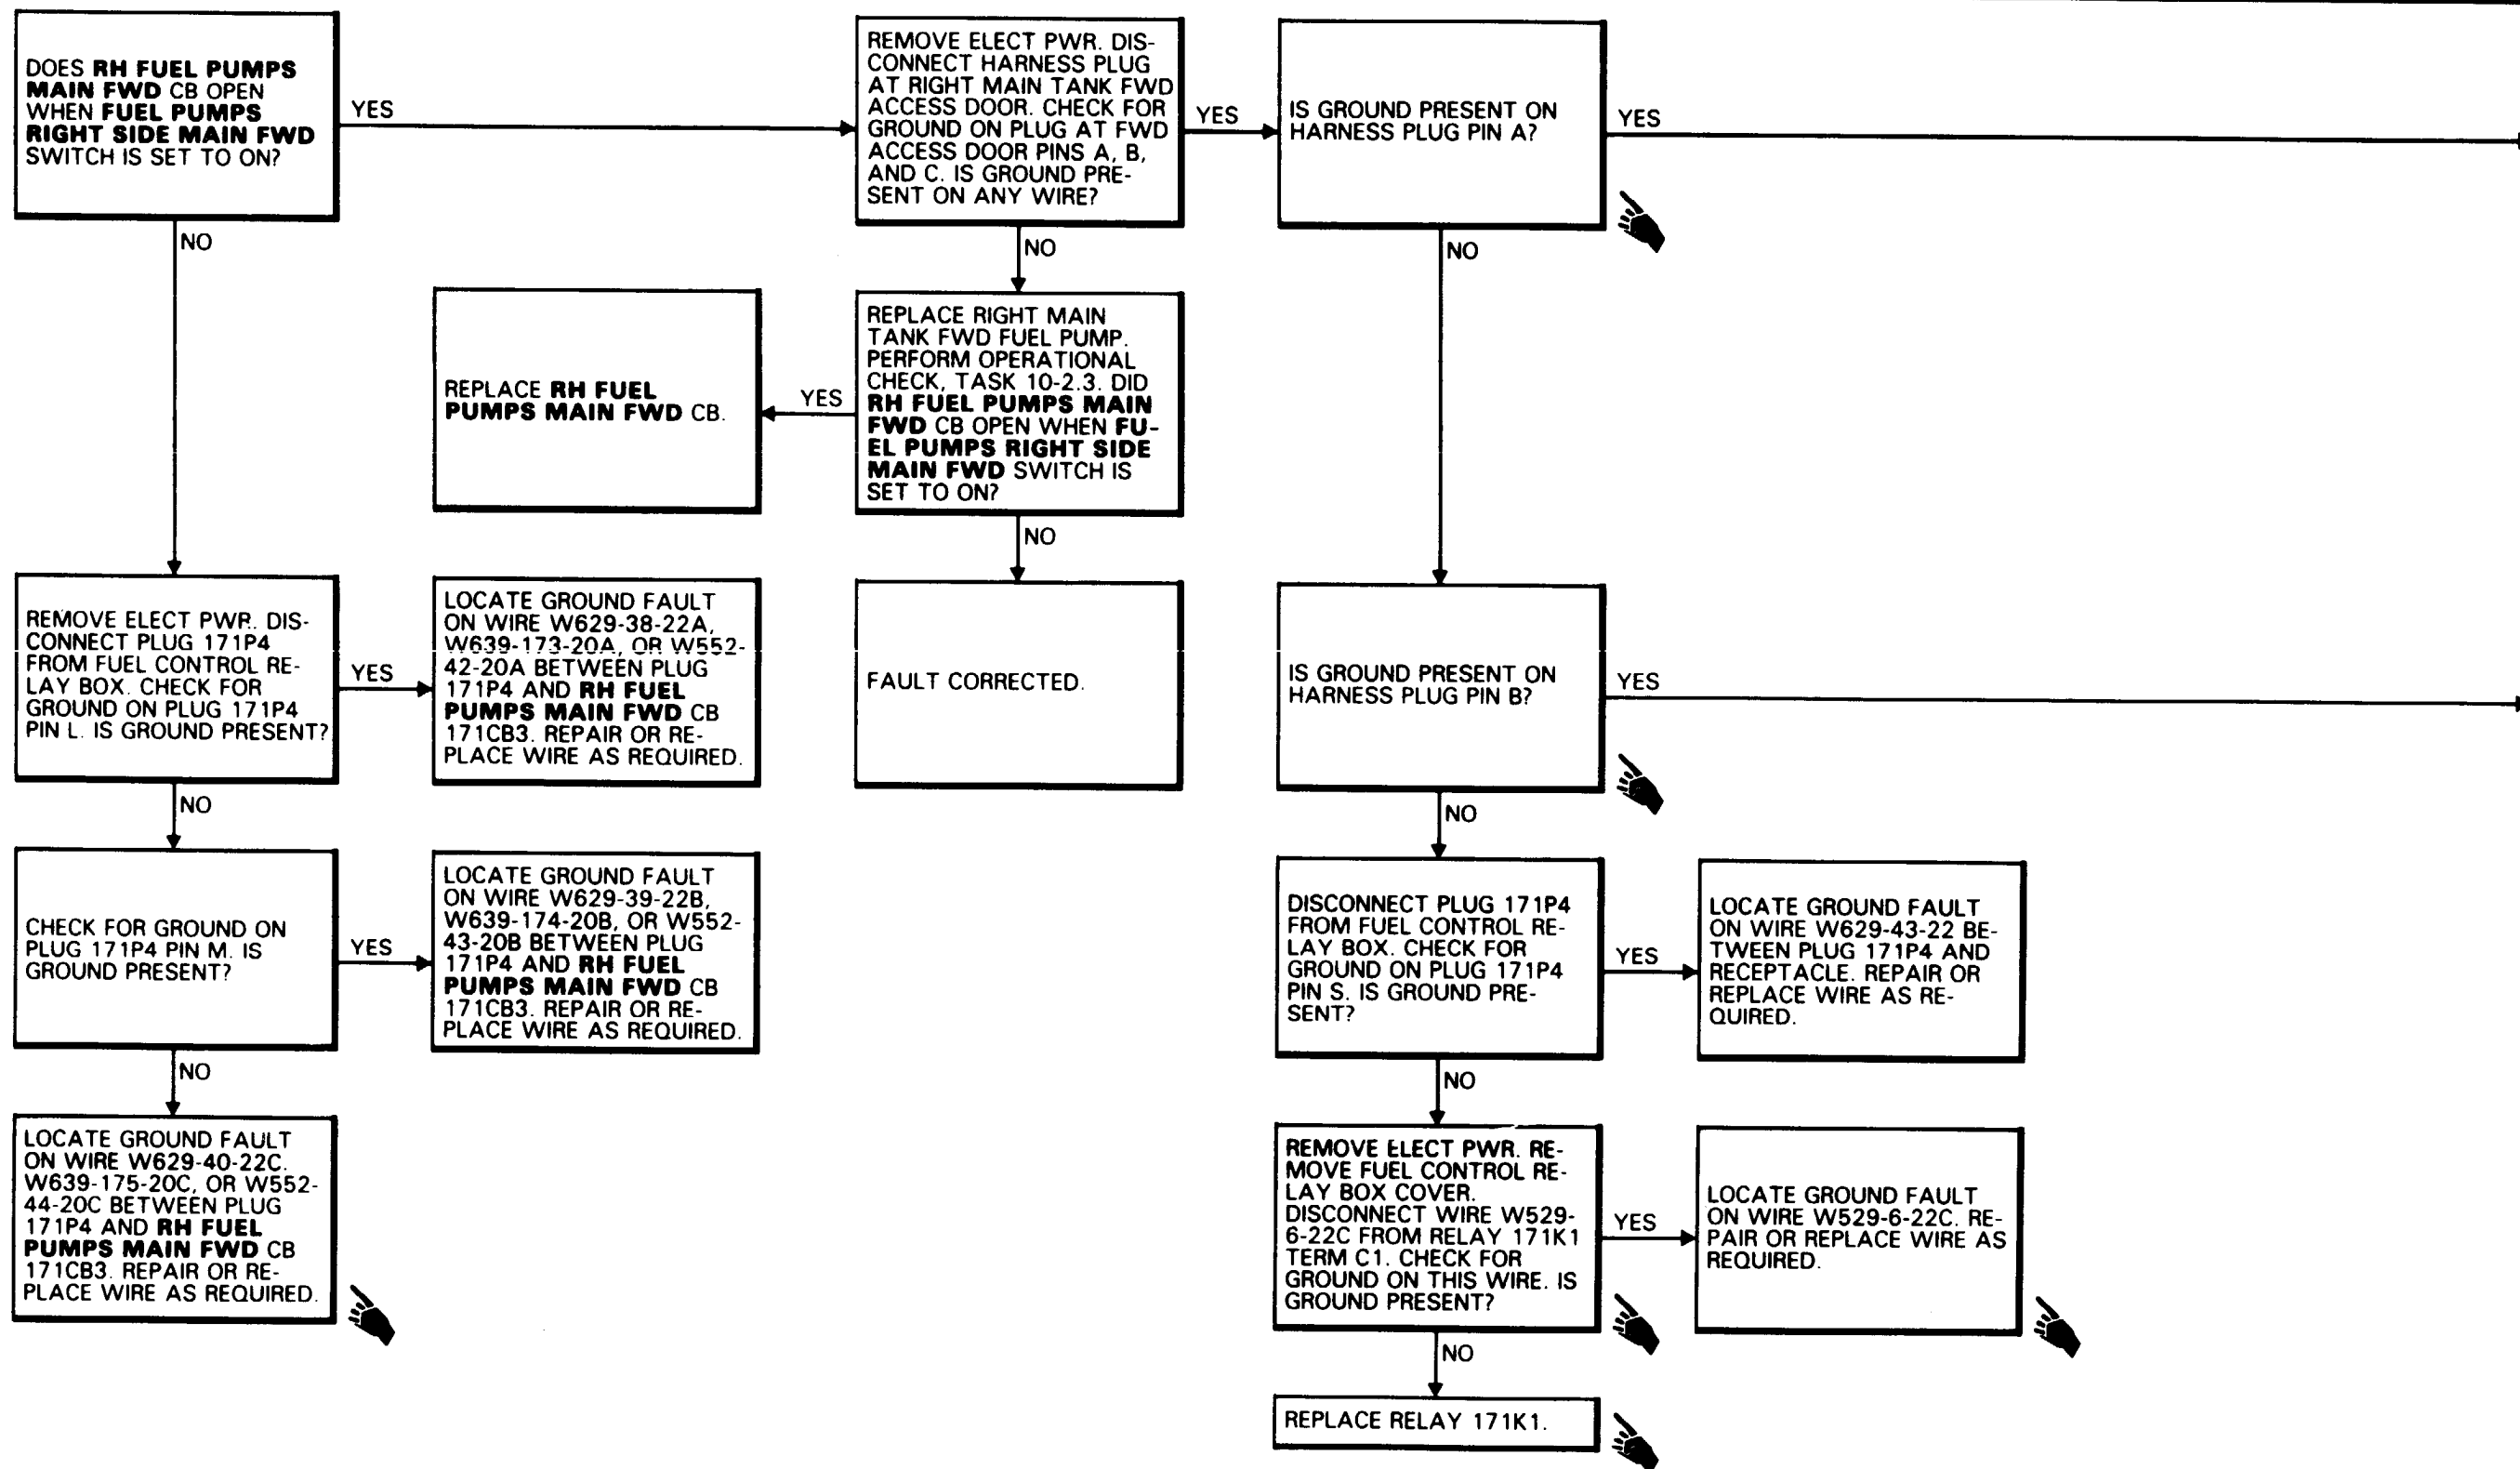 DOES RH FUEL PUMPS
MAIN FWD CB OPEN
WHEN FUEL PUMPS
RIGHT SIDE MAIN FWD
SWITCH IS SET TO ON?
YES
NO
REMOVE ELECT PWR. DIS-
CONNECT HARNESS PLUG
AT RIGHT MAIN TANK FWD
ACCESS DOOR. CHECK FOR
GROUND ON PLUG AT FWD
ACCESS DOOR PINS A, B,
AND C. IS GROUND PRE-
SENT ON ANY WIRE?
YES
NO
IS GROUND PRESENT ON
HARNESS PLUG PIN A?
YES
NO
REPLACE RH FUEL
PUMPS MAIN FWD CB.
YES
REPLACE RIGHT MAIN
TANK FWD FUEL PUMP.
PERFORM OPERATIONAL
CHECK, TASK 10-2.3. DID
RH FUEL PUMPS MAIN
FWD CB OPEN WHEN FU-
EL PUMPS RIGHT SIDE
MAIN FWD SWITCH IS
SET TO ON?
NO
REMOVE ELECT PWR. DIS-
CONNECT PLUG 171P4
FROM FUEL CONTROL RE-
LAY BOX. CHECK FOR
GROUND ON PLUG 171P4
PIN L. IS GROUND PRESENT?
YES
NO
LOCATE GROUND FAULT
ON WIRE W629-38-22A,
W639-173-20A, OR W552-
42-20A BETWEEN PLUG
171P4 AND RH FUEL
PUMPS MAIN FWD CB
171CB3. REPAIR OR RE-
PLACE WIRE AS REQUIRED.
FAULT CORRECTED.
IS GROUND PRESENT ON
HARNESS PLUG PIN B?
YES
NO
CHECK FOR GROUND ON
PLUG 171P4 PIN M. IS
GROUND PRESENT?
YES
NO
LOCATE GROUND FAULT
ON WIRE W629-39-22B,
W639-174-20B, OR W552-
43-20B BETWEEN PLUG
171P4 AND RH FUEL
PUMPS MAIN FWD CB
171CB3. REPAIR OR RE-
PLACE WIRE AS REQUIRED.
DISCONNECT PLUG 171P4
FROM FUEL CONTROL RE-
LAY BOX. CHECK FOR
GROUND ON PLUG 171P4
PIN S. IS GROUND PRE-
SENT?
YES
NO
LOCATE GROUND FAULT
ON WIRE W629-43-22 BE-
TWEEN PLUG 171P4 AND
RECEPTACLE. REPAIR OR
REPLACE WIRE AS RE-
QUIRED.
LOCATE GROUND FAULT
ON WIRE W629-40-22C.
W639-175-20C, OR W552-
44-20C BETWEEN PLUG
171P4 AND RH FUEL
PUMPS MAIN FWD CB
171CB3. REPAIR OR RE-
PLACE WIRE AS REQUIRED.
REMOVE ELECT PWR. RE-
MOVE FUEL CONTROL RE-
LAY BOX COVER.
DISCONNECT WIRE W529-
6-22C FROM RELAY 171K1
TERM C1. CHECK FOR
GROUND ON THIS WIRE. IS
GROUND PRESENT?
YES
NO
LOCATE GROUND FAULT
ON WIRE W529-6-22C. RE-
PAIR OR REPLACE WIRE AS
REQUIRED.
REPLACE RELAY 171K1.